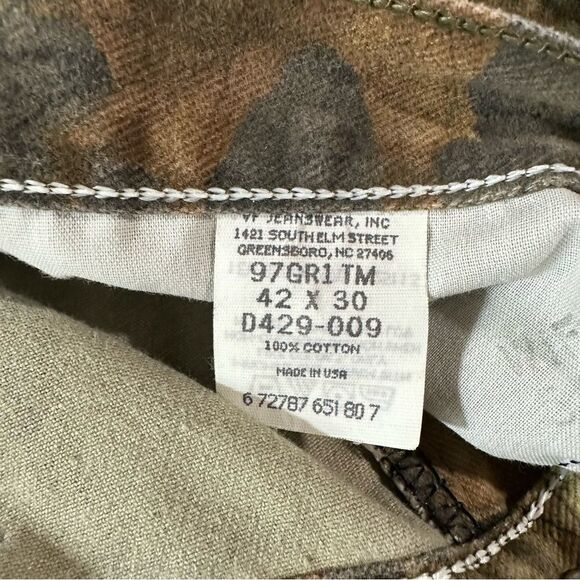 VF JEANSWEAR, INC
1421 SOUTH ELM STREET
GREENSBORO, NC 27406
97GR1 TM
42 X 30
D429-009
100% COTTON
MADE IN USA
6 72787 651 80 7